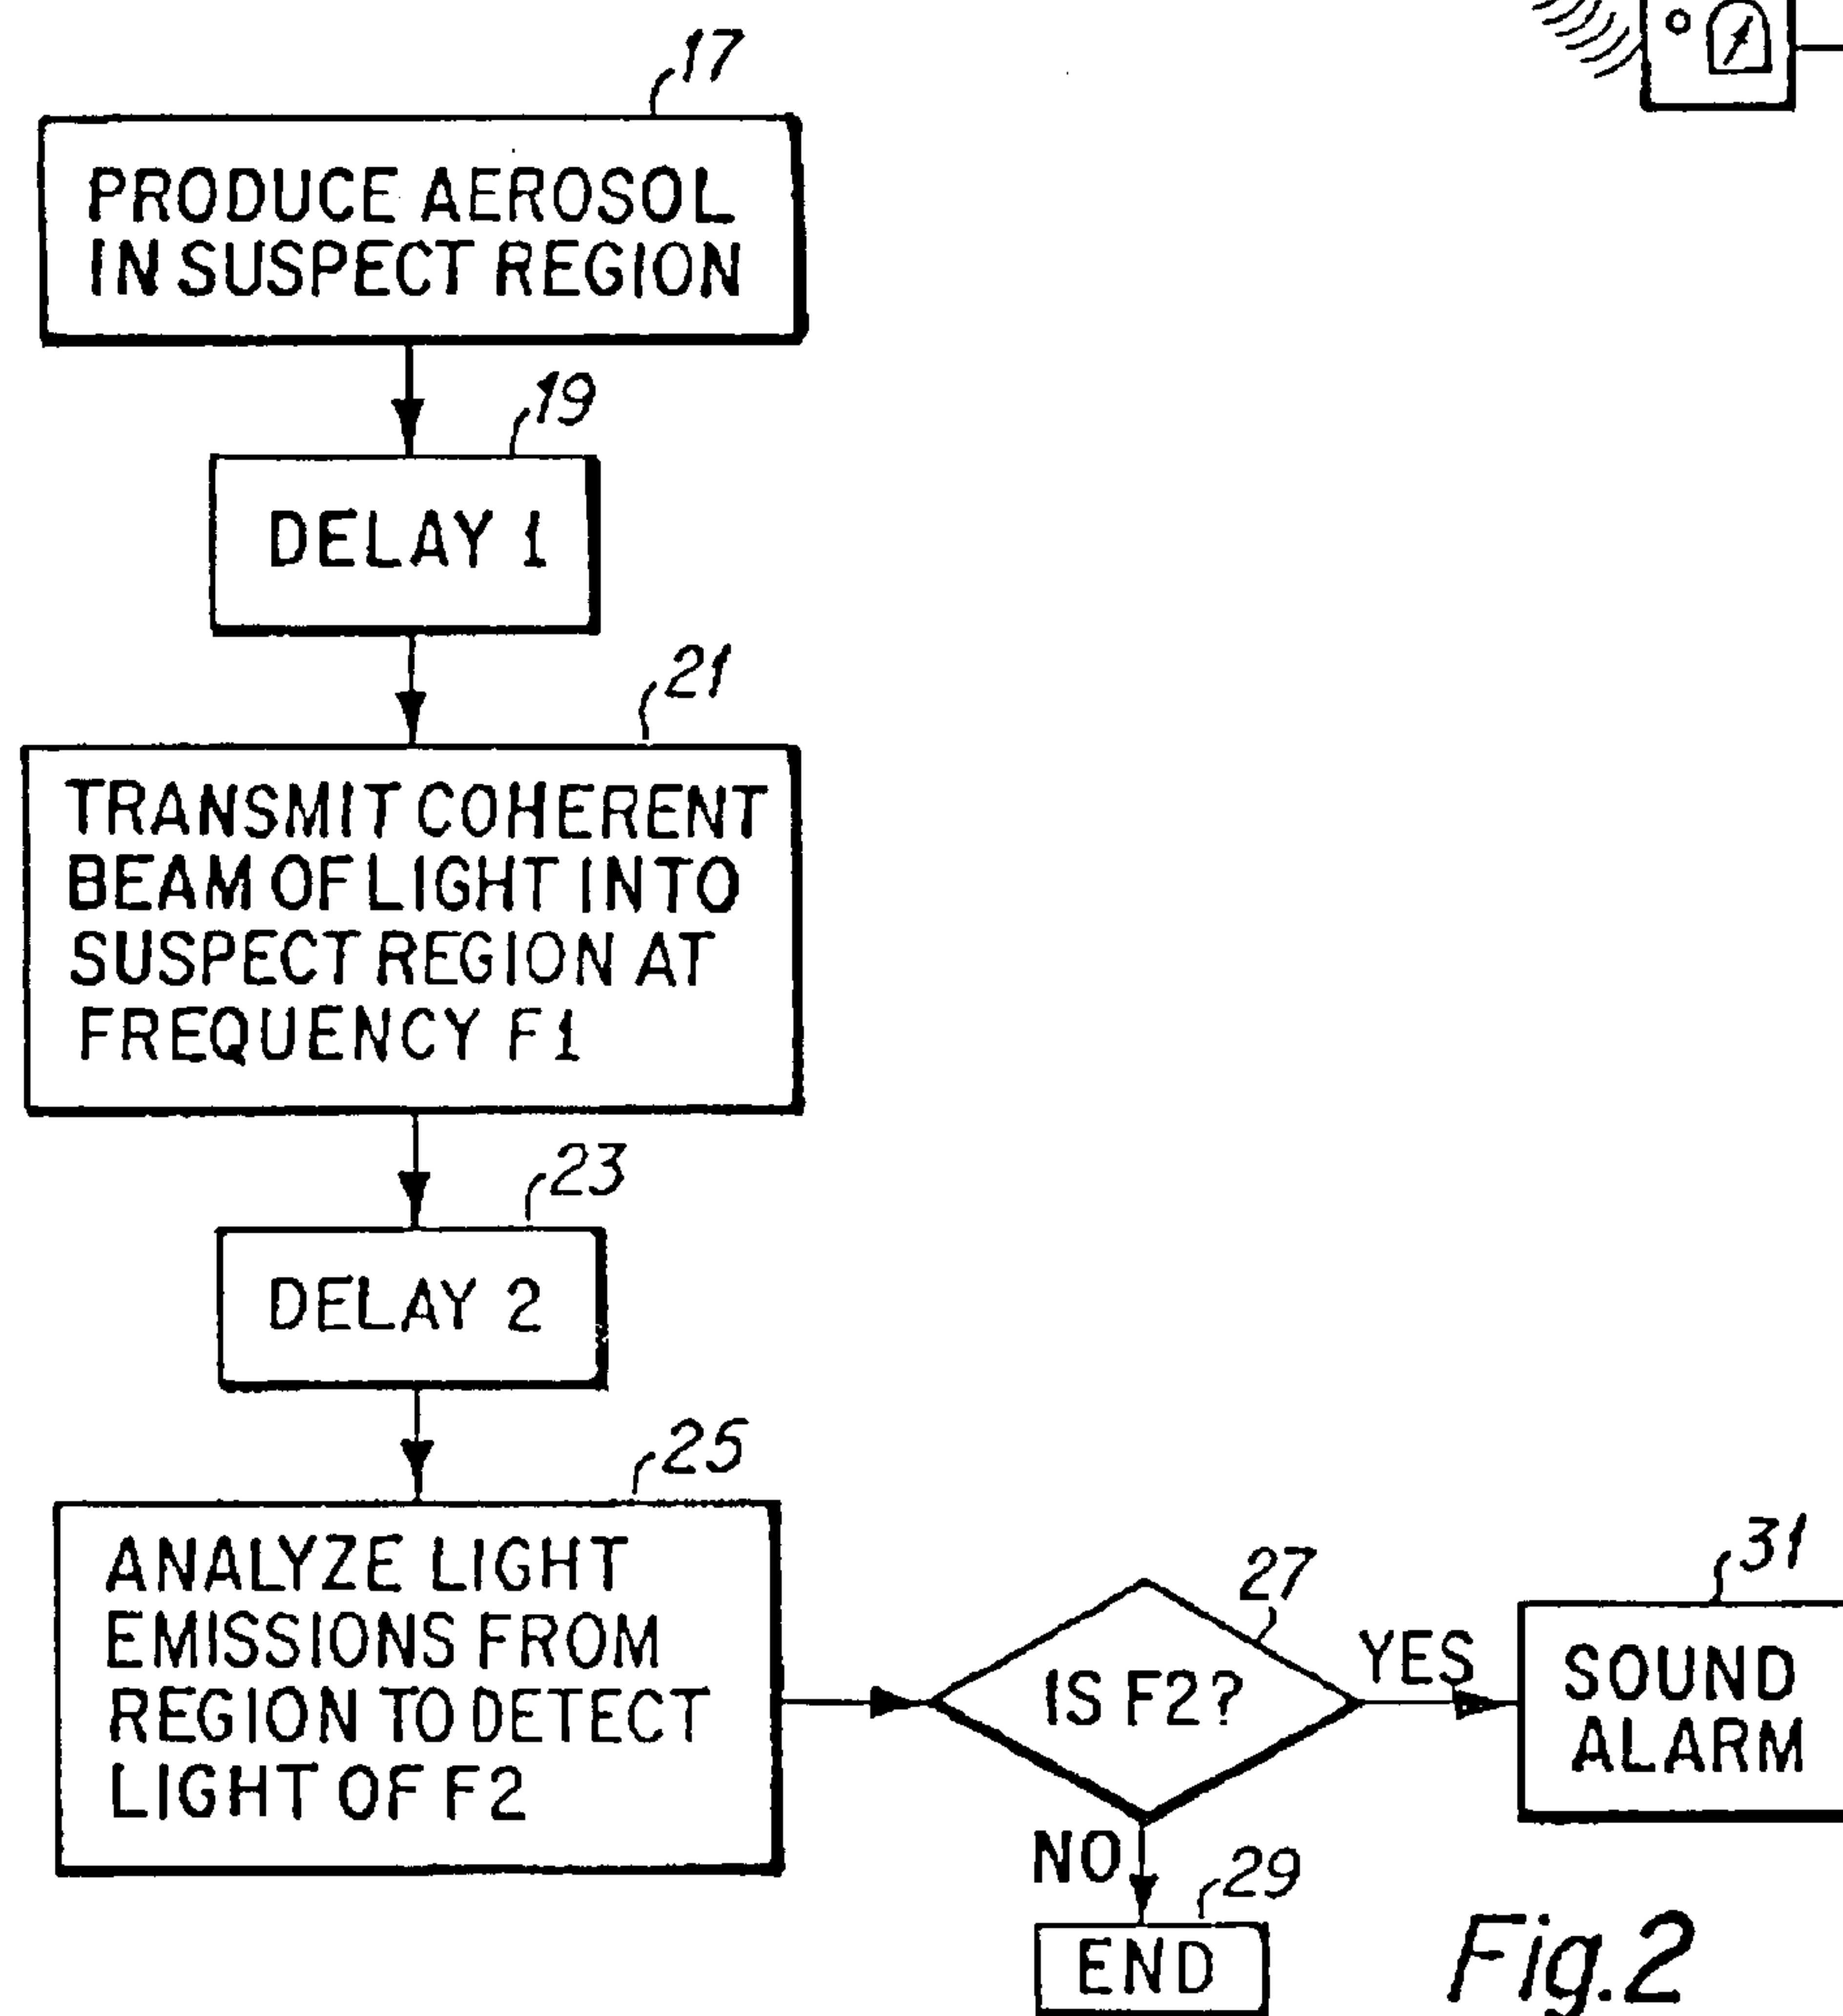 17
PRODUCE AEROSOL
IN SUSPECT REGION
19
DELAY 1
21
TRANSMIT COHERENT
BEAM OF LIGHT INTO
SUSPECT REGION AT
FREQUENCY F1
23
DELAY 2
25
ANALYZE LIGHT
EMISSIONS FROM
REGION TO DETECT
LIGHT OF F2
27
IS F2?
YES
31
SOUND
ALARM
NO
29
END
Fig.2